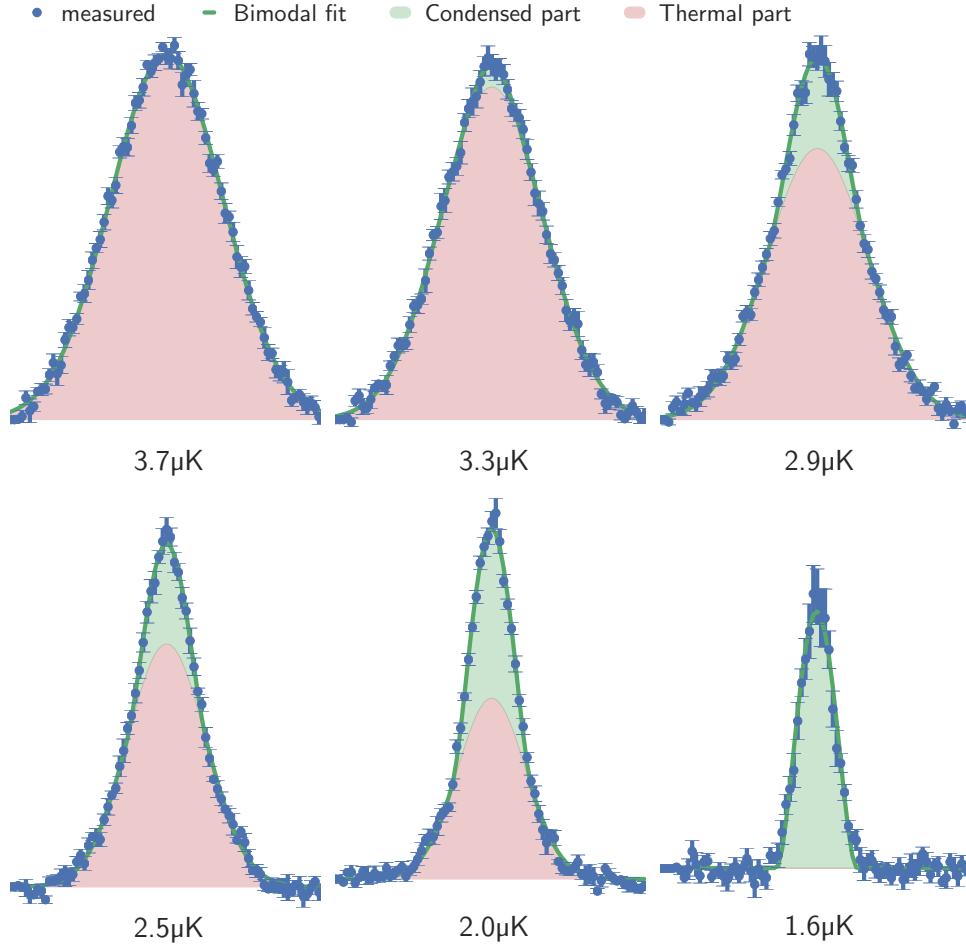 measured Bimodal fit Condensed part Thermal part
3.7µK 3.3µK 2.9µK
2.5µK 2.0µK 1.6µK